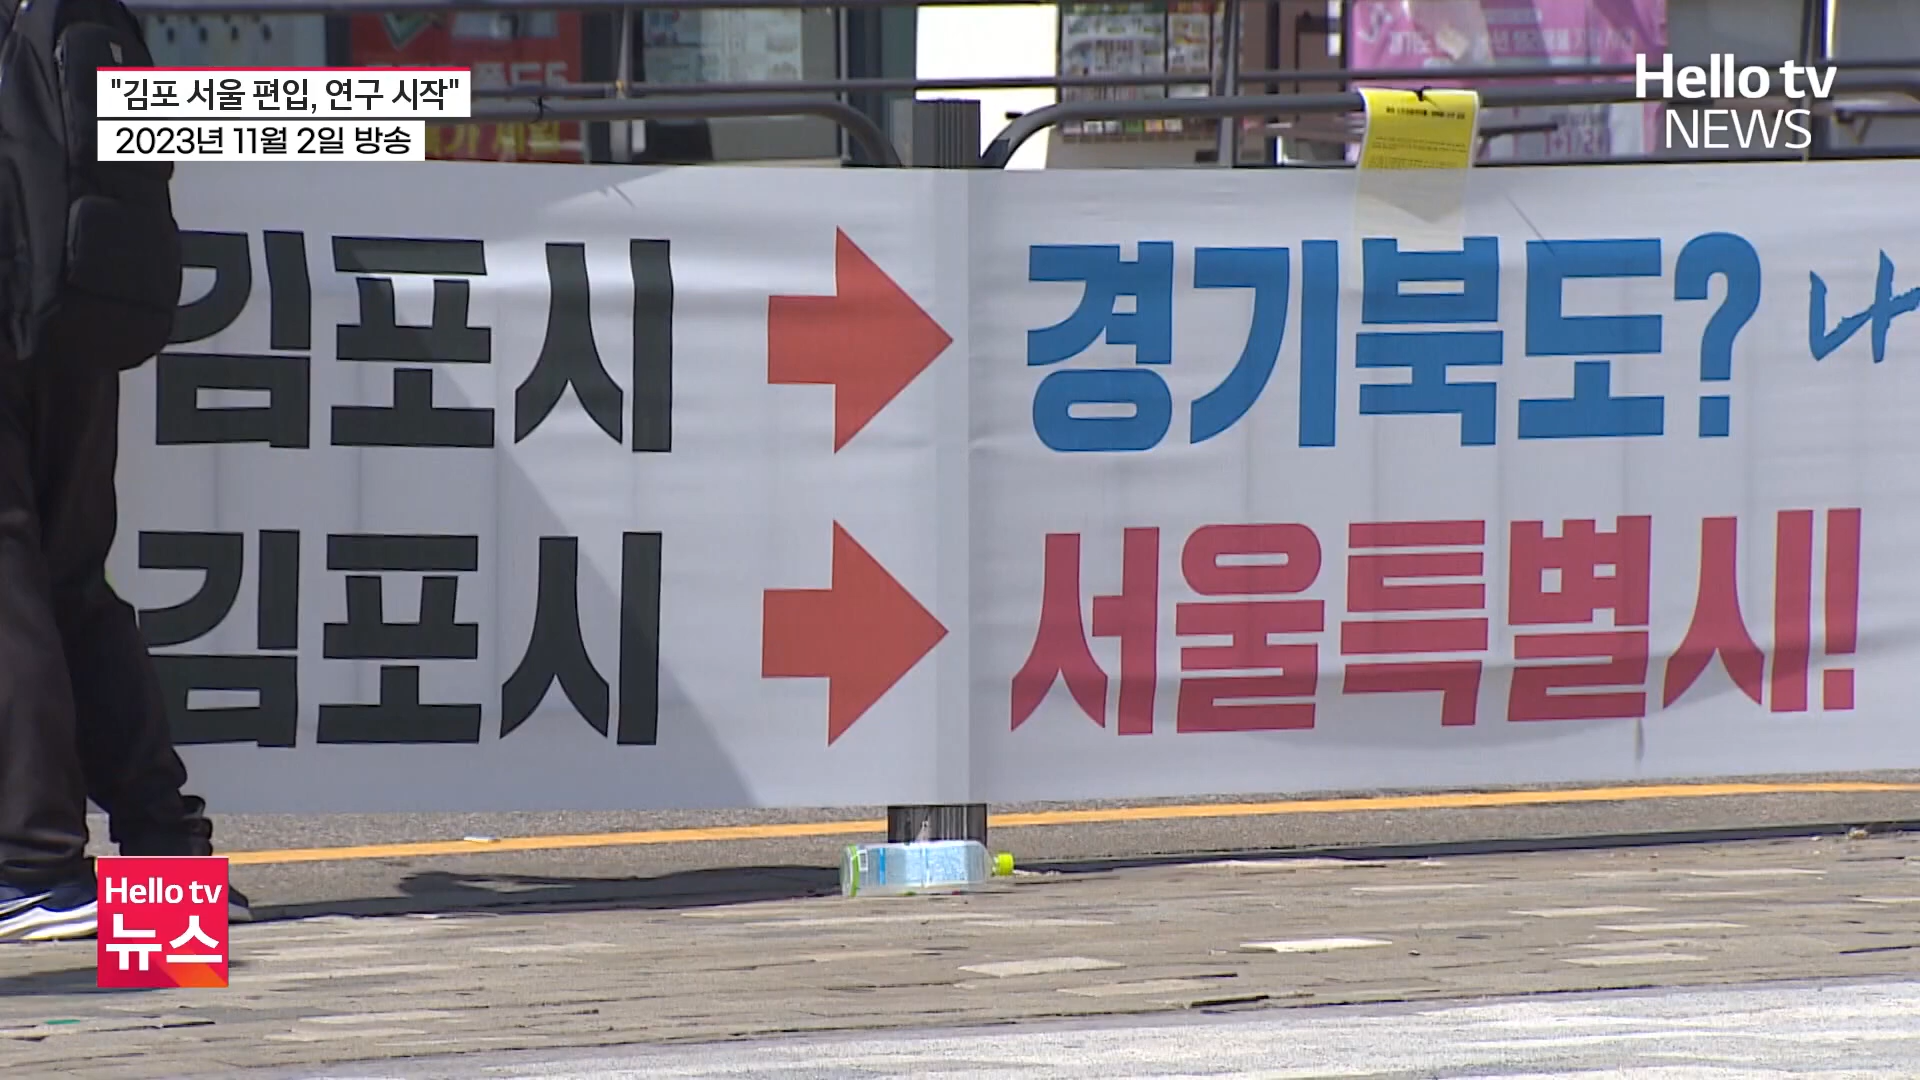 "김포 서울 편입, 연구 시작"
2023년 11월 2일 방송
Hello tv
NEWS
김포시 → 경기북도? 나
김포시 → 서울특별시!
Hello tv
뉴스